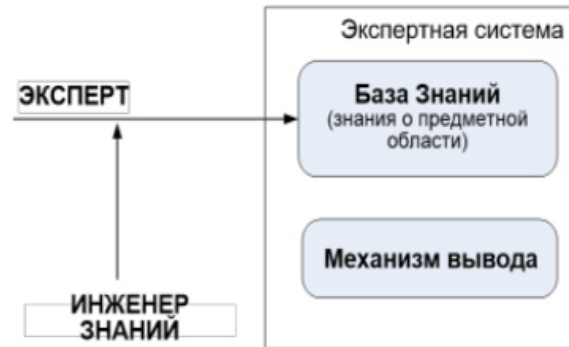 Экспертная система
ЭКСПЕРТ
База Знаний
(знания о предметной
области)
Механизм вывода
ИНЖЕНЕР
ЗНАНИЙ